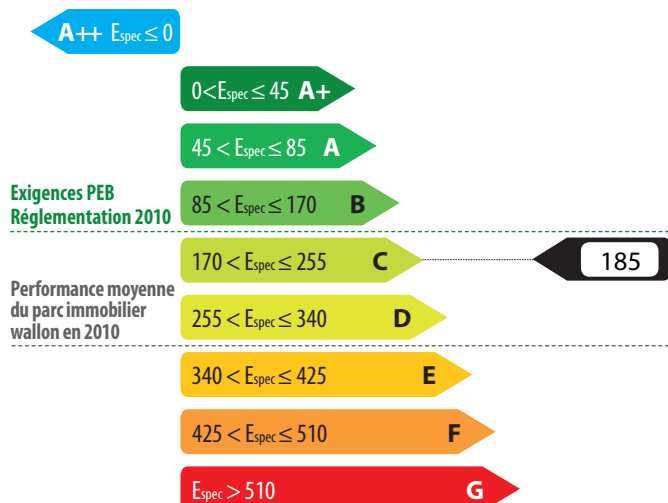 A++ Espec ≤ 0
0<Espec ≤ 45 A+
45 < Espec ≤ 85 A
Exigences PEB
Réglementation 2010
85 < Espec ≤ 170 B
170 < Espec ≤ 255 C
185
Performance moyenne
du parc immobilier
wallon en 2010
255 < Espec ≤ 340 D
340 < Espec ≤ 425 E
425 < Espec ≤ 510 F
Espec > 510 G